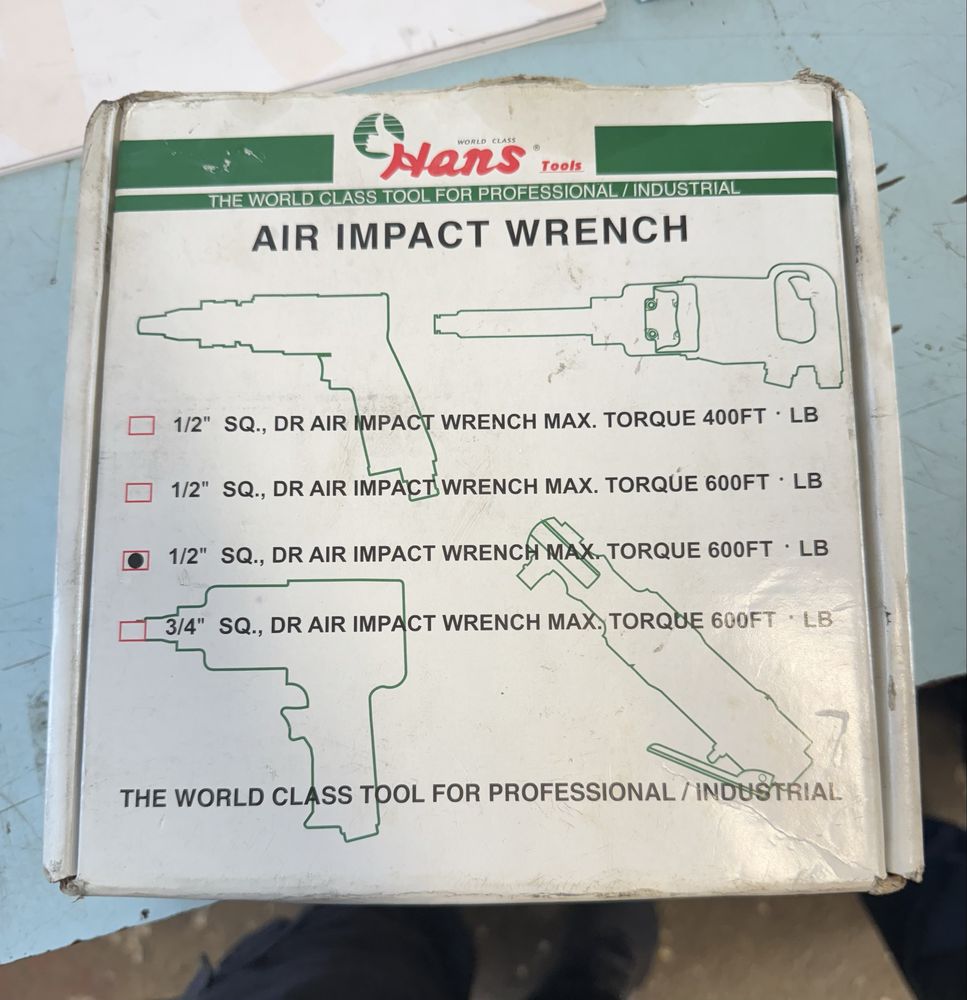 WORLD CLASS
Hans® Tools
THE WORLD CLASS TOOL FOR PROFESSIONAL / INDUSTRIAL
AIR IMPACT WRENCH
1/2" SQ., DR AIR IMPACT WRENCH MAX. TORQUE 400FT · LB
1/2" SQ., DR AIR IMPACT WRENCH MAX. TORQUE 600FT · LB
1/2" SQ., DR AIR IMPACT WRENCH MAX. TORQUE 600FT · LB
3/4" SQ., DR AIR IMPACT WRENCH MAX. TORQUE 600FT · LB
7
THE WORLD CLASS TOOL FOR PROFESSIONAL / INDUSTRIAL